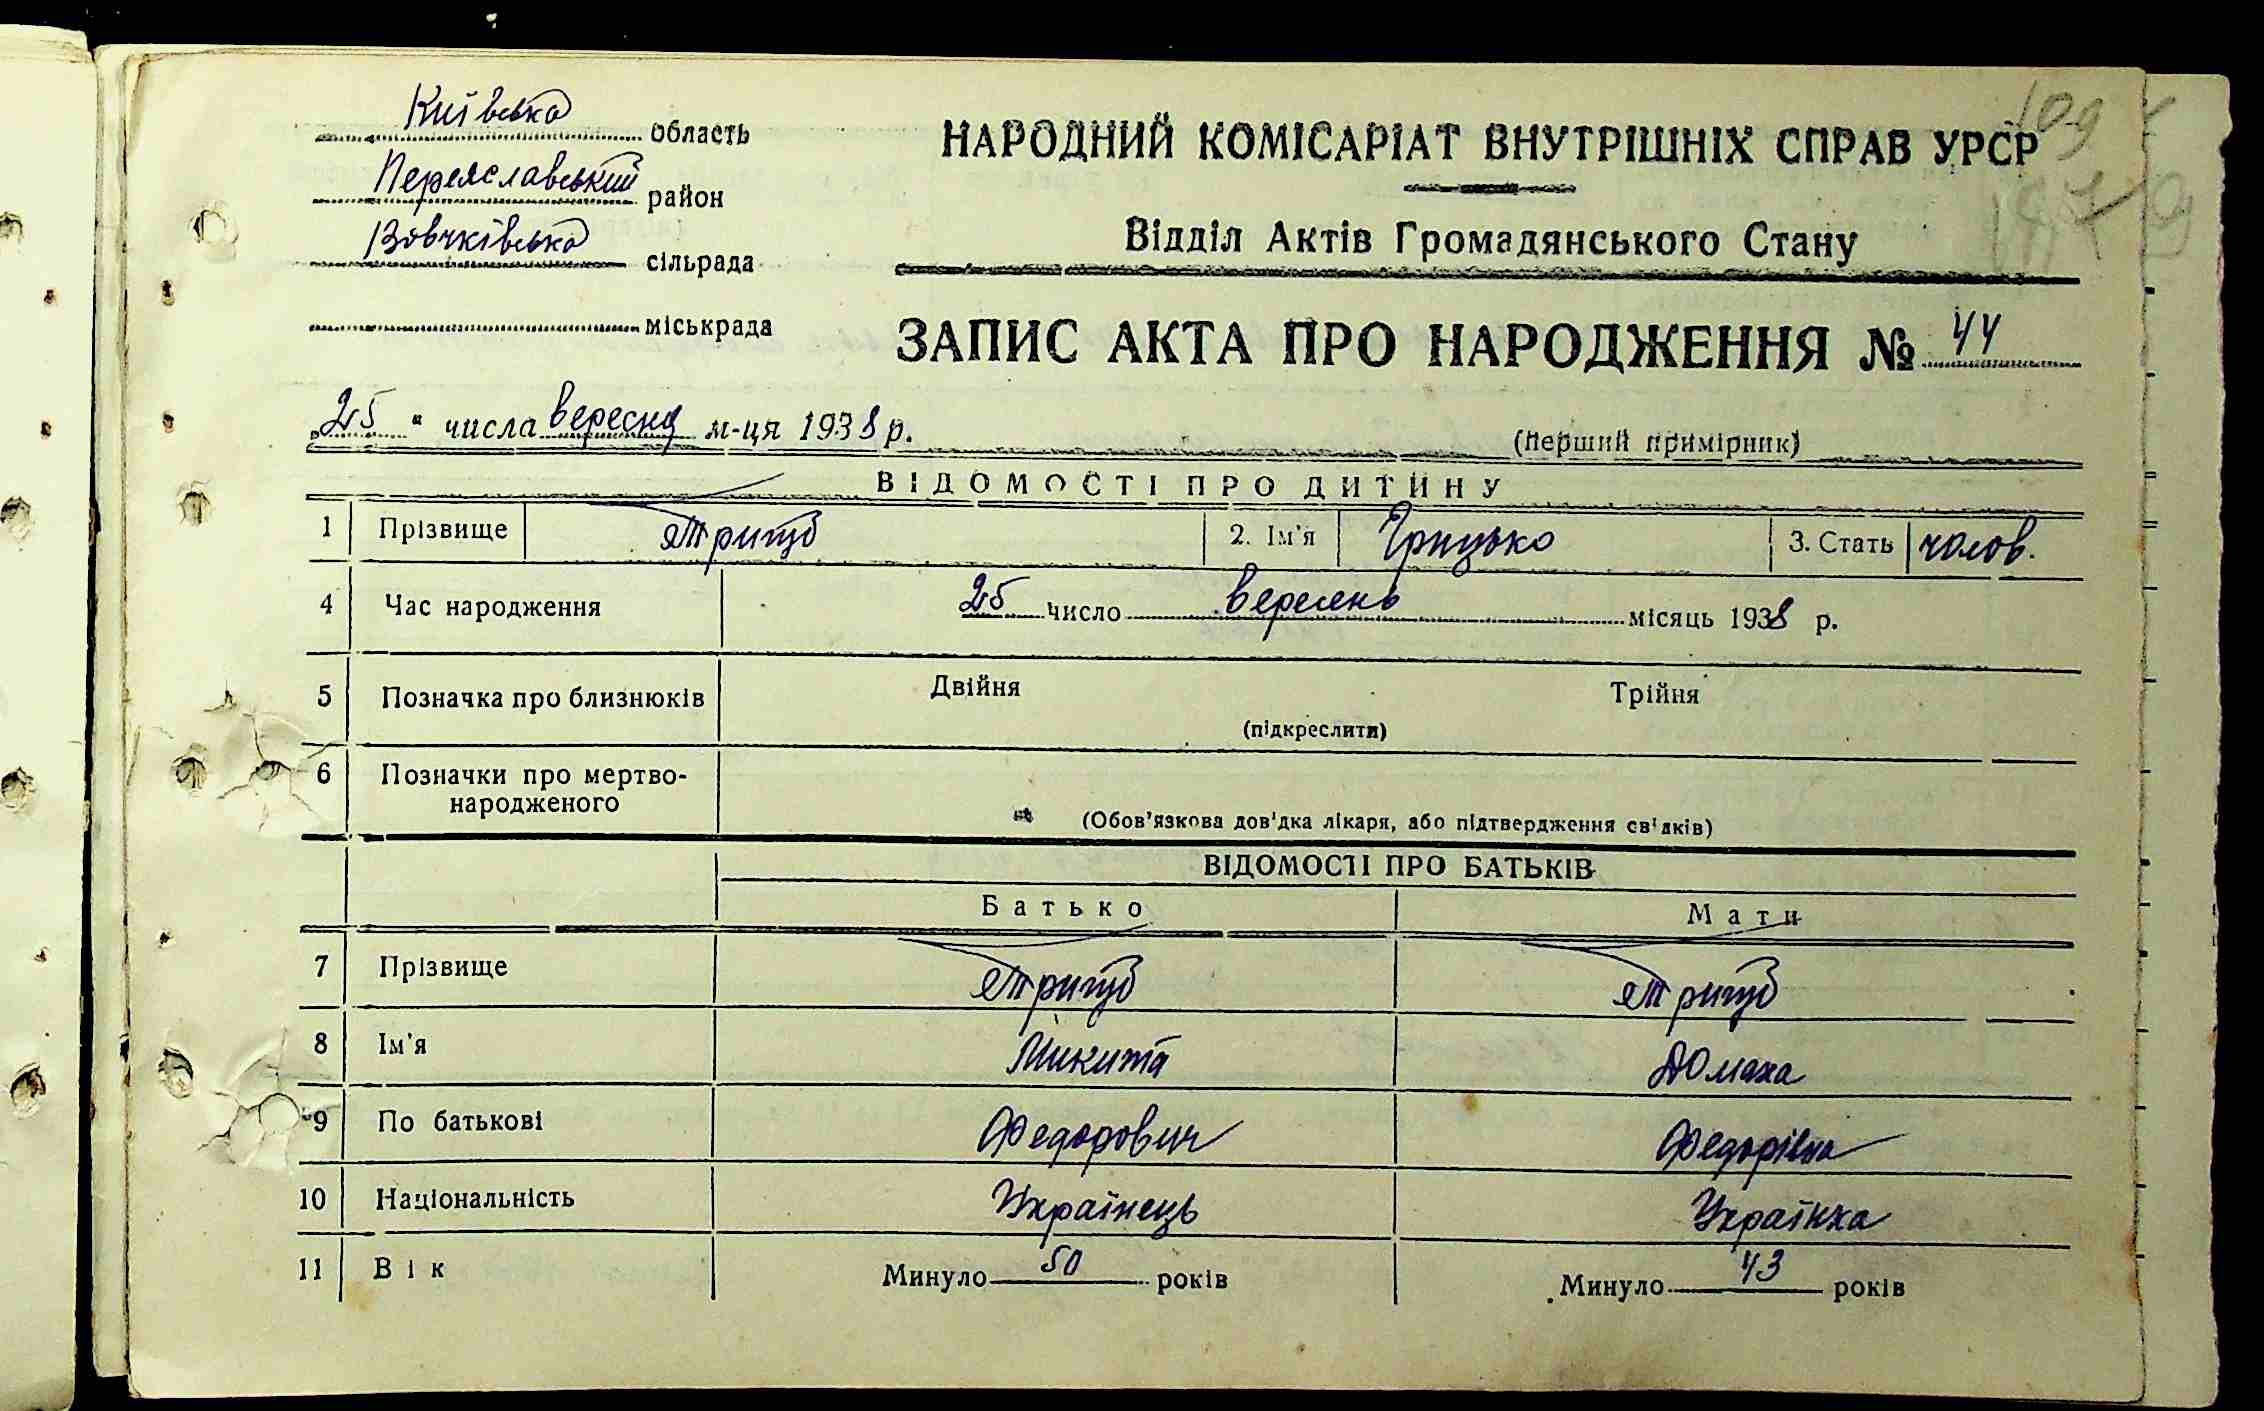 Київська область
Переяславський район
Вовчківська сільрада
міськрада
НАРОДНИЙ КОМІСАРІАТ ВНУТРІШНІХ СПРАВ УРСР
Відділ Актів Громадянського Стану
ЗАПИС АКТА ПРО НАРОДЖЕННЯ № 44
„25" числа вересня м-ця 1938 р.
(перший примірник)
ВІДОМОСТІ ПРО ДИТИНУ
1 Прізвище Тригуб 2. Ім'я Грицько 3. Стать чолов.
4 Час народження 25 число вересень місяць 1938 р.
5 Позначка про близнюків Двійня Трійня
(підкреслити)
6 Позначки про мертво-
народженого
(Обов'язкова дов'дка лікаря, або підтвердження св'дків)
ВІДОМОСТІ ПРО БАТЬКІВ
Батько Мати
7 Прізвище Тригуб Тригуб
8 Ім'я Микита Домаха
9 По батькові Федорович Федорівна
10 Національність Українець Українка
11 Вік Минуло 50 років Минуло 43 років